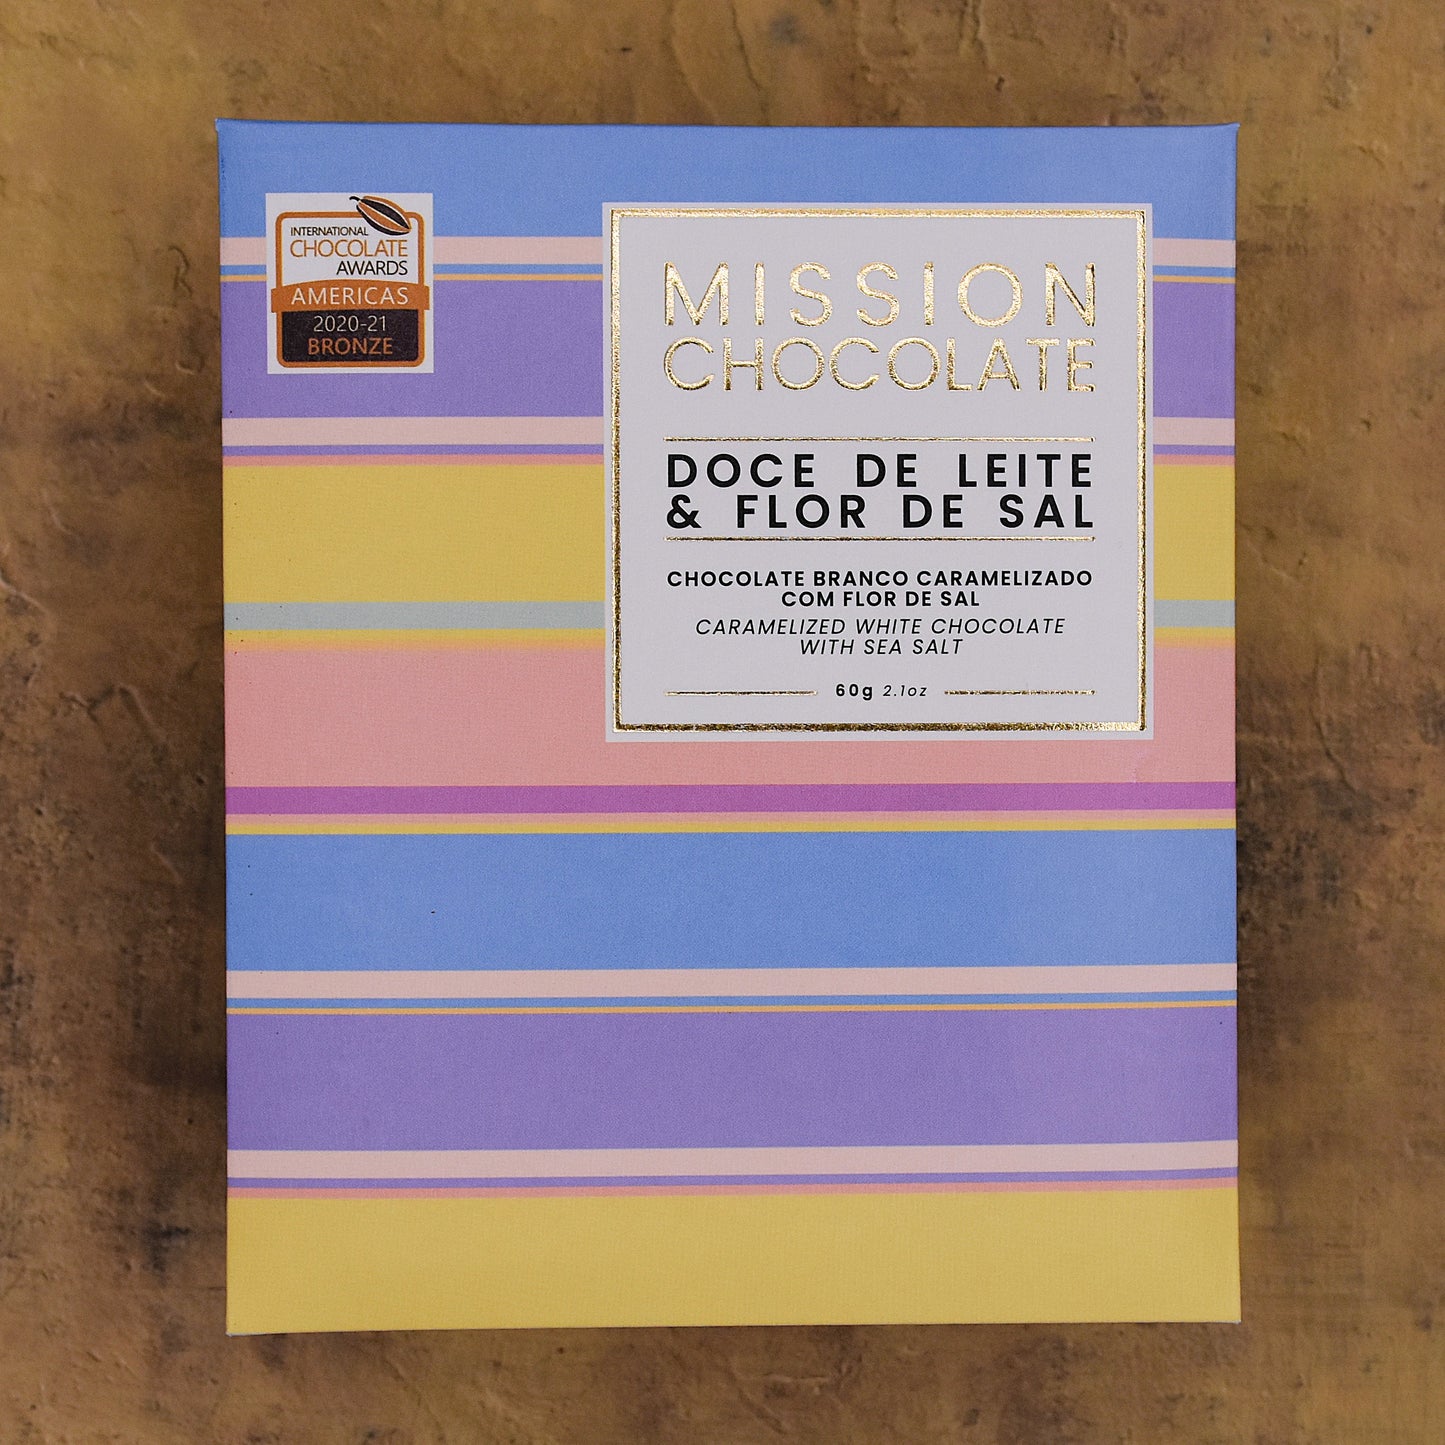 INTERNATIONAL
CHOCOLATE
AWARDS
AMERICAS
2020-21
BRONZE
MISSION
CHOCOLATE
DOCE DE LEITE
& FLOR DE SAL
CHOCOLATE BRANCO CARAMELIZADO
COM FLOR DE SAL
CARAMELIZED WHITE CHOCOLATE
WITH SEA SALT
60g 2.1oz